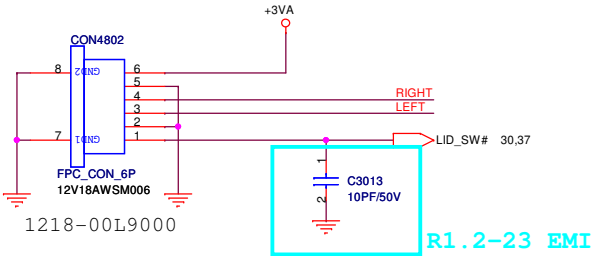 +3VA
CON4802
8 GND2 6
5
4 RIGHT
3 LEFT
2
7 GND1 1 LID_SW# 30,37
1
FPC_CON_6P
C3013
12V18AWSM006
2 10PF/50V
1218-00L9000
R1.2-23 EMI